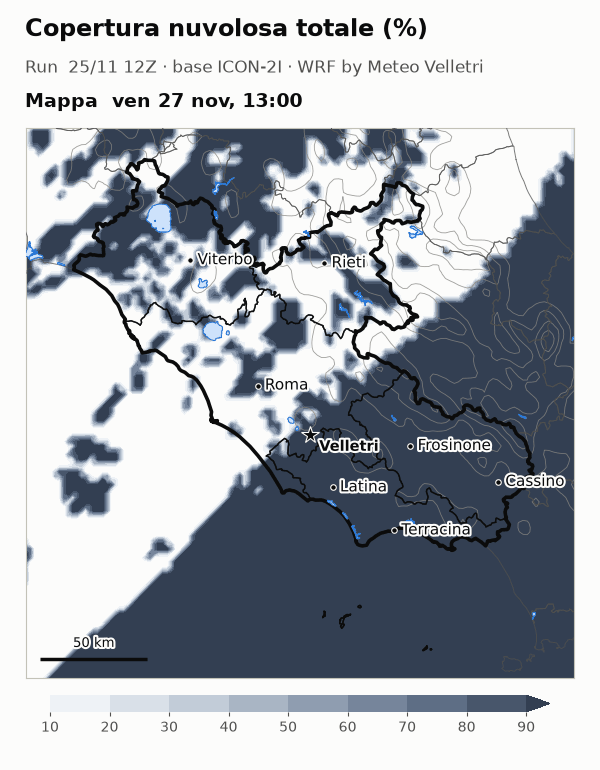 Copertura nuvolosa totale (%)
Run 25/11 12Z · base ICON-2I · WRF by Meteo Velletri
Mappa ven 27 nov, 13:00
Viterbo
Rieti
Roma
Velletri
Frosinone
Cassino
Latina
Terracina
50 km
10 20 30 40 50 60 70 80 90